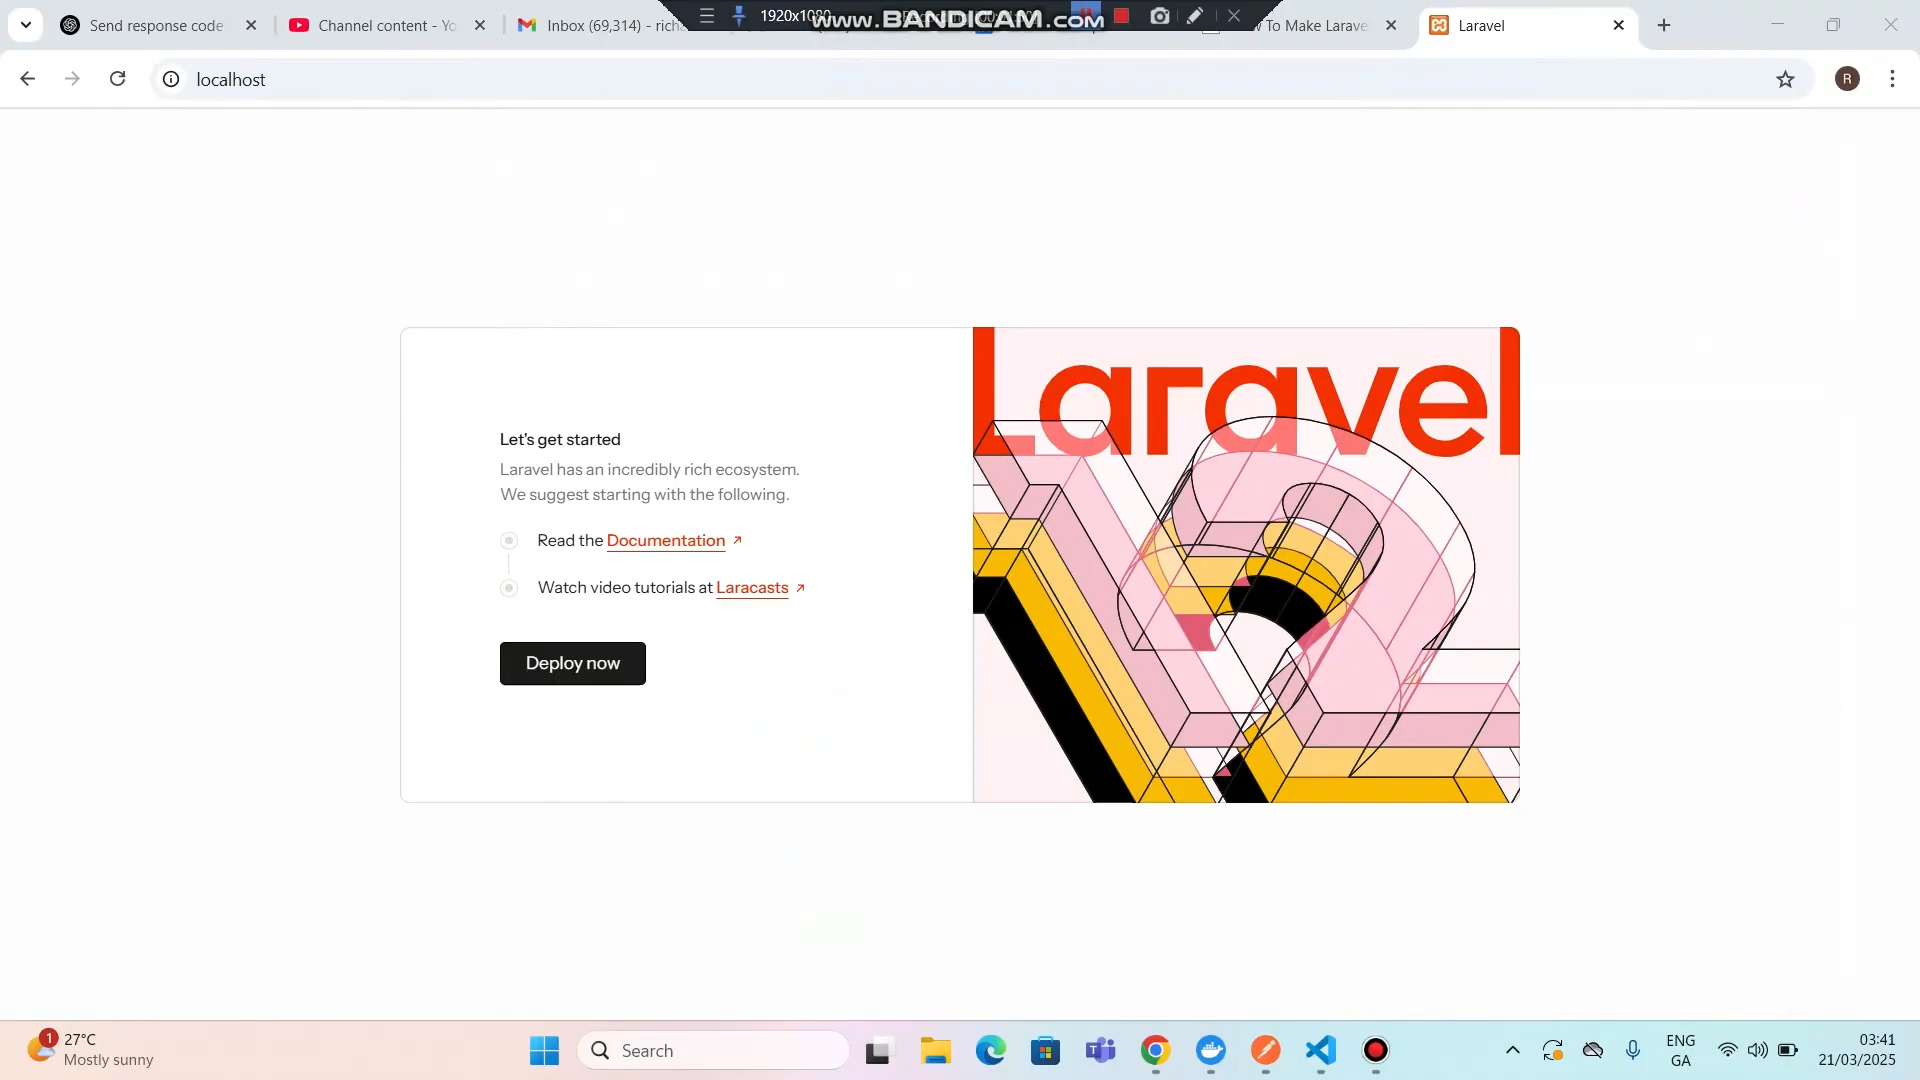 Send response code
Channel content - Yo
Inbox (69,314) - richa
1920x1080
www.BANDICAM.com
To Make Larave
Laravel
localhost
R
Laravel
Let's get started
Laravel has an incredibly rich ecosystem.
We suggest starting with the following.
Read the Documentation
Watch video tutorials at Laracasts
Deploy now
1
27°C
Mostly sunny
Search
ENG
GA
03:41
21/03/2025